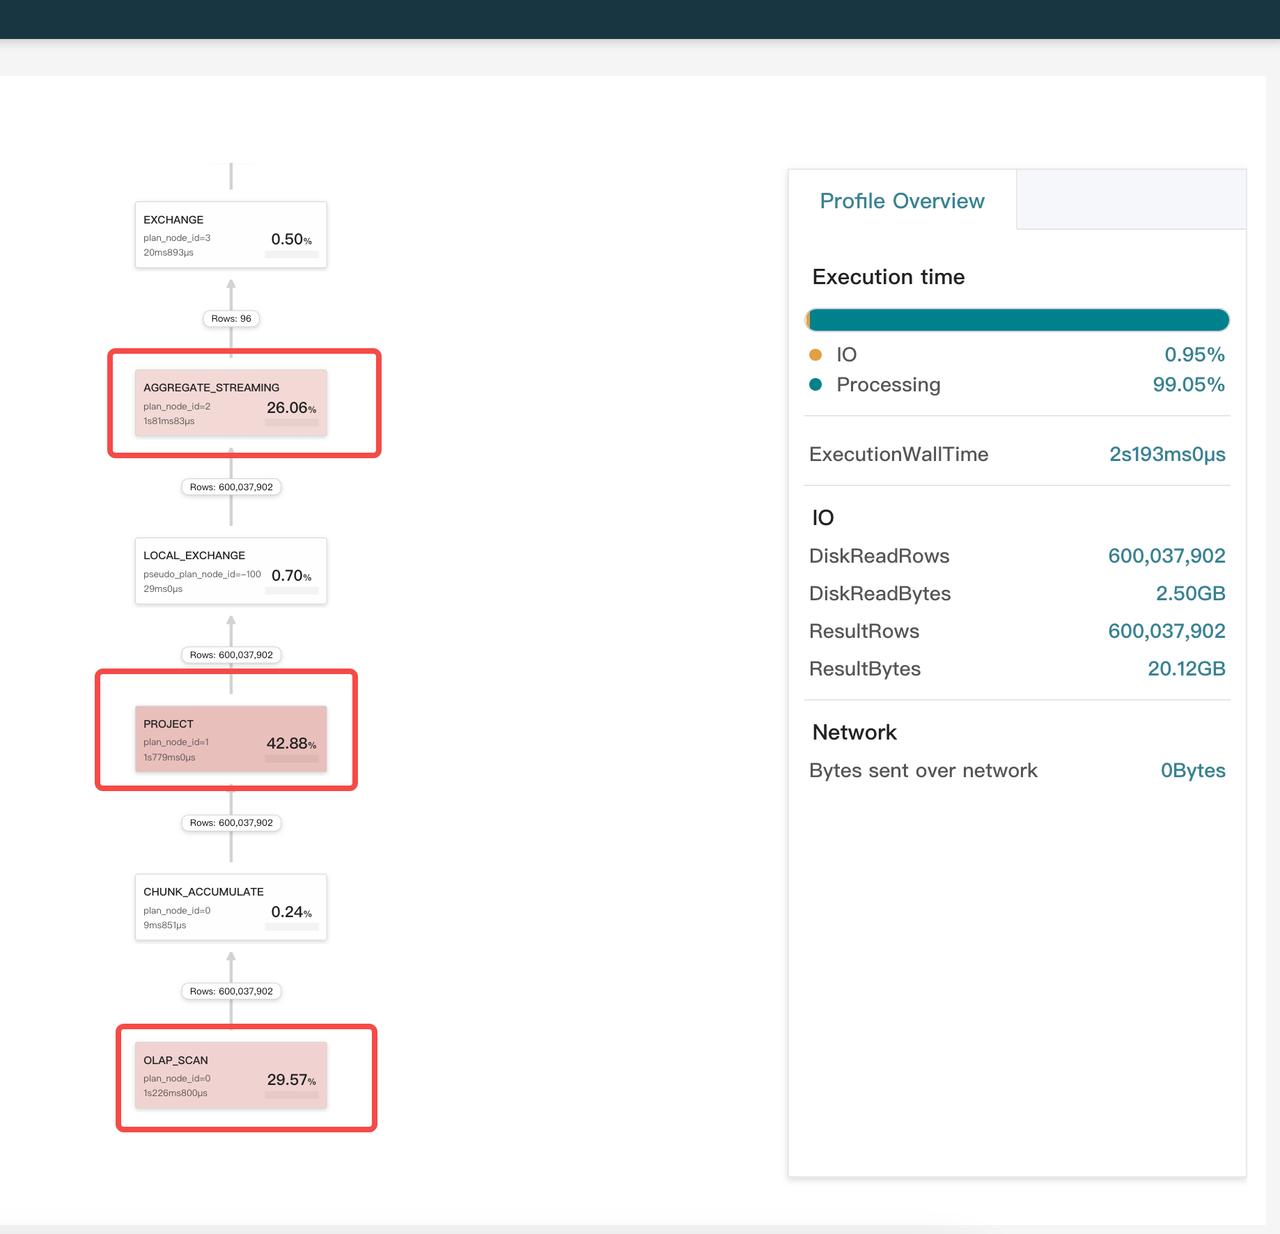 EXCHANGE
plan_node_id=3
0.50%
20ms893μs
Rows: 96
AGGREGATE_STREAMING
plan_node_id=2
26.06%
1s81ms83μs
Rows: 600,037,902
LOCAL_EXCHANGE
pseudo_plan_node_id=-100
0.70%
29ms0μs
Rows: 600,037,902
PROJECT
plan_node_id=1
42.88%
1s779ms0μs
Rows: 600,037,902
CHUNK_ACCUMULATE
plan_node_id=0
0.24%
9ms851μs
Rows: 600,037,902
OLAP_SCAN
plan_node_id=0
29.57%
1s226ms800μs
Profile Overview
Execution time
IO 0.95%
Processing 99.05%
ExecutionWallTime 2s193ms0μs
IO
DiskReadRows 600,037,902
DiskReadBytes 2.50GB
ResultRows 600,037,902
ResultBytes 20.12GB
Network
Bytes sent over network 0Bytes